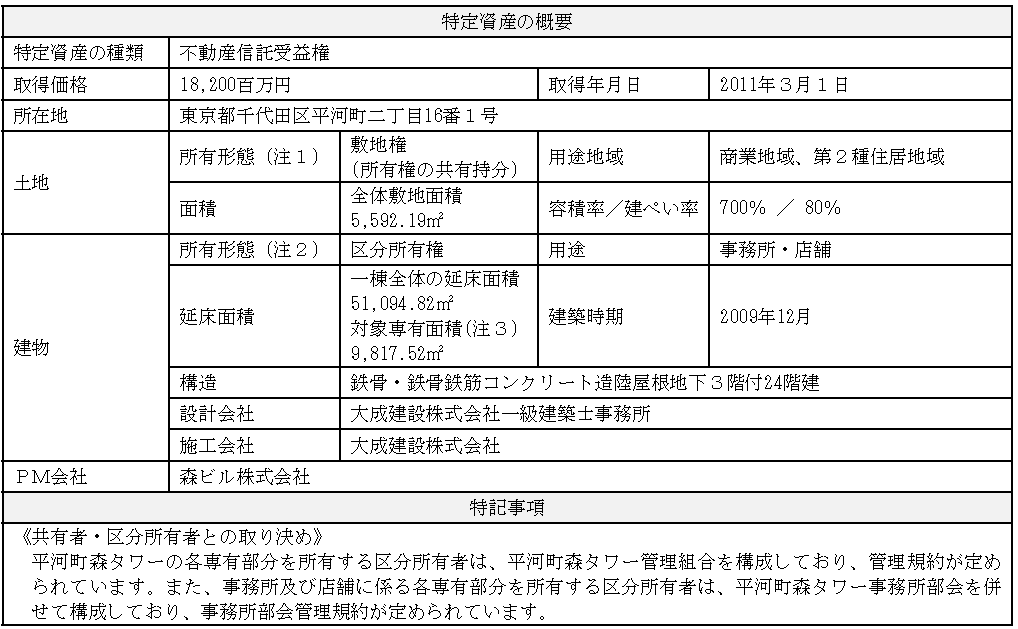 特定資産の概要
特定資産の種類 不動産信託受益権
取得価格 18,200百万円 取得年月日 2011年３月１日
所在地 東京都千代田区平河町二丁目16番１号
土地
所有形態（注１） 敷地権
(所有権の共有持分) 用途地域 商業地域、第２種住居地域
面積 全体敷地面積
5,592.19㎡ 容積率／建ぺい率 700％ ／ 80％
建物
所有形態（注２） 区分所有権 用途 事務所・店舗
延床面積 一棟全体の延床面積
51,094.82㎡
対象専有面積(注３)
9,817.52㎡
建築時期 2009年12月
構造 鉄骨・鉄骨鉄筋コンクリート造陸屋根地下３階付24階建
設計会社 大成建設株式会社一級建築士事務所
施工会社 大成建設株式会社
ＰＭ会社 森ビル株式会社
特記事項
《共有者・区分所有者との取り決め》
平河町森タワーの各専有部分を所有する区分所有者は、平河町森タワー管理組合を構成しており、管理規約が定め
られています。また、事務所及び店舗に係る各専有部分を所有する区分所有者は、平河町森タワー事務所部会を併
せて構成しており、事務所部会管理規約が定められています。